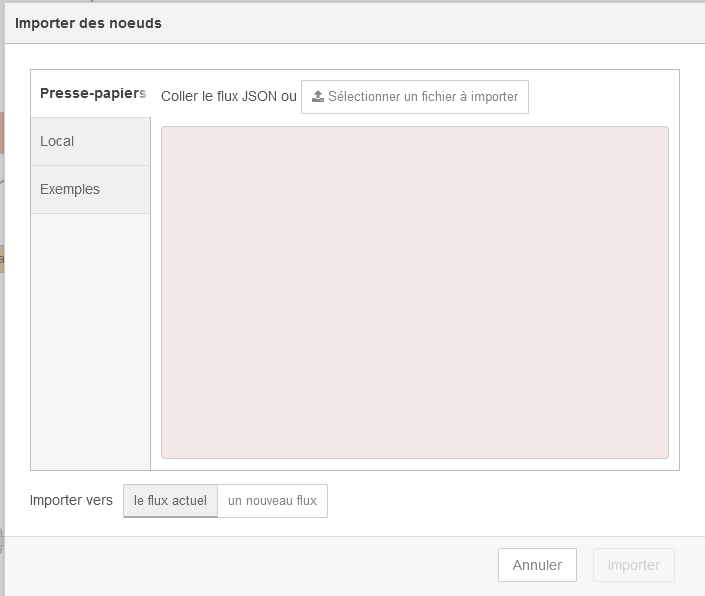 Importer des noeuds
Presse-papiers
Coller le flux JSON ou Sélectionner un fichier à importer
Local
Exemples
Importer vers le flux actuel un nouveau flux
Annuler Importer